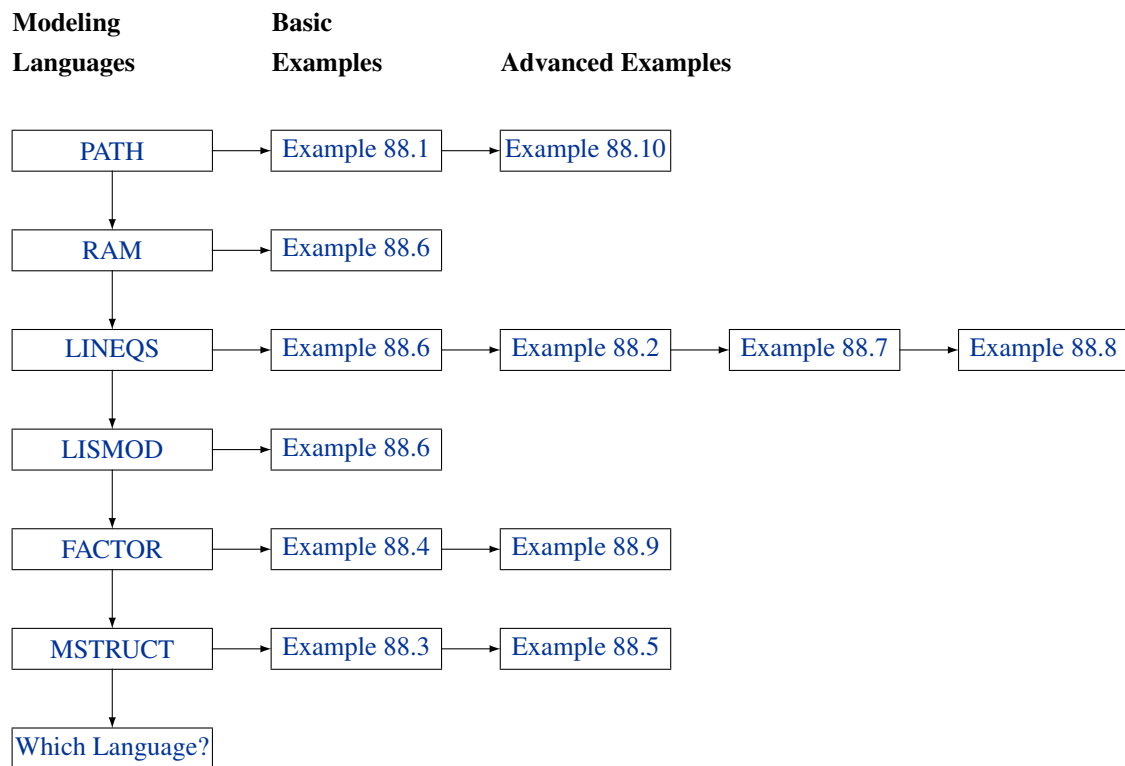 Modeling Basic
Languages Examples Advanced Examples
PATH Example 88.1 Example 88.10
RAM Example 88.6
LINEQS Example 88.6 Example 88.2 Example 88.7 Example 88.8
LISMOD Example 88.6
FACTOR Example 88.4 Example 88.9
MSTRUCT Example 88.3 Example 88.5
Which Language?